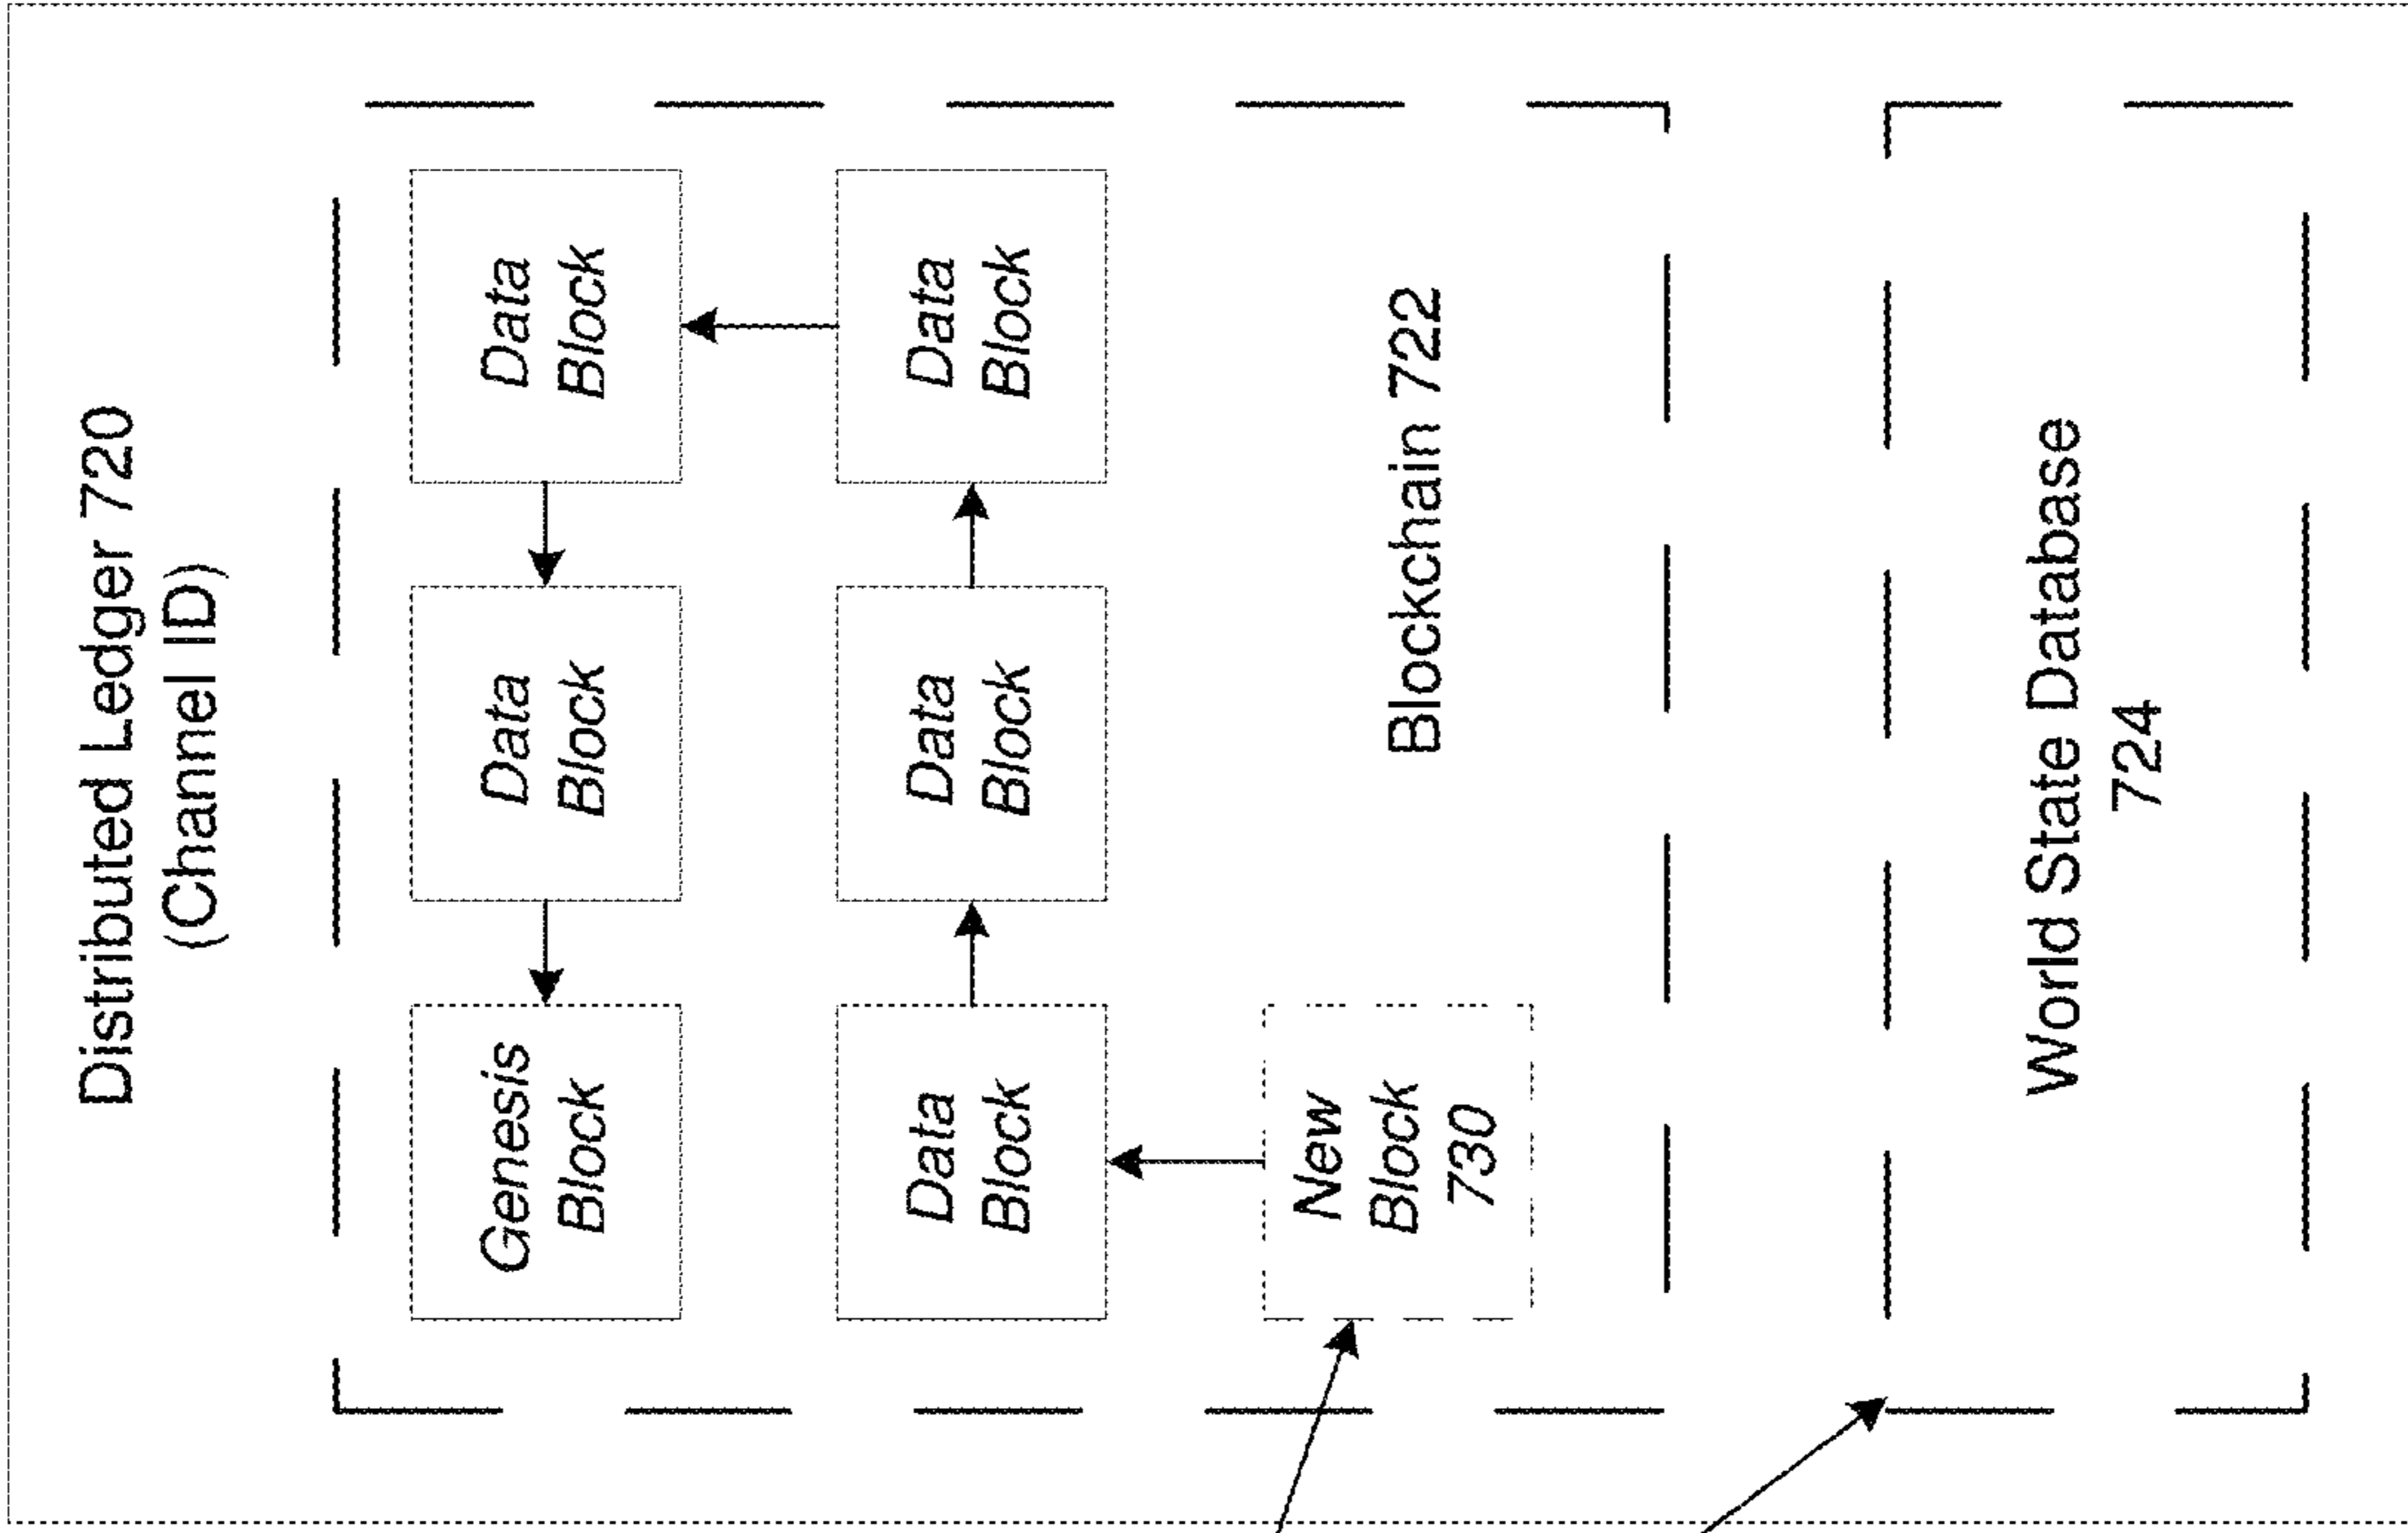 Distributed Ledger 720
(Channel ID)
Genesis
Block
Data
Block
Data
Block
Data
Block
Data
Block
Data
Block
New
Block
730
Blockchain 722
World State Database
724